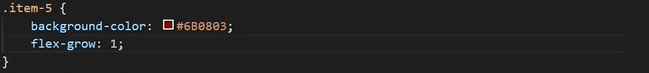 .item-5 {
    background-color: #6B0803;
    flex-grow: 1;
}